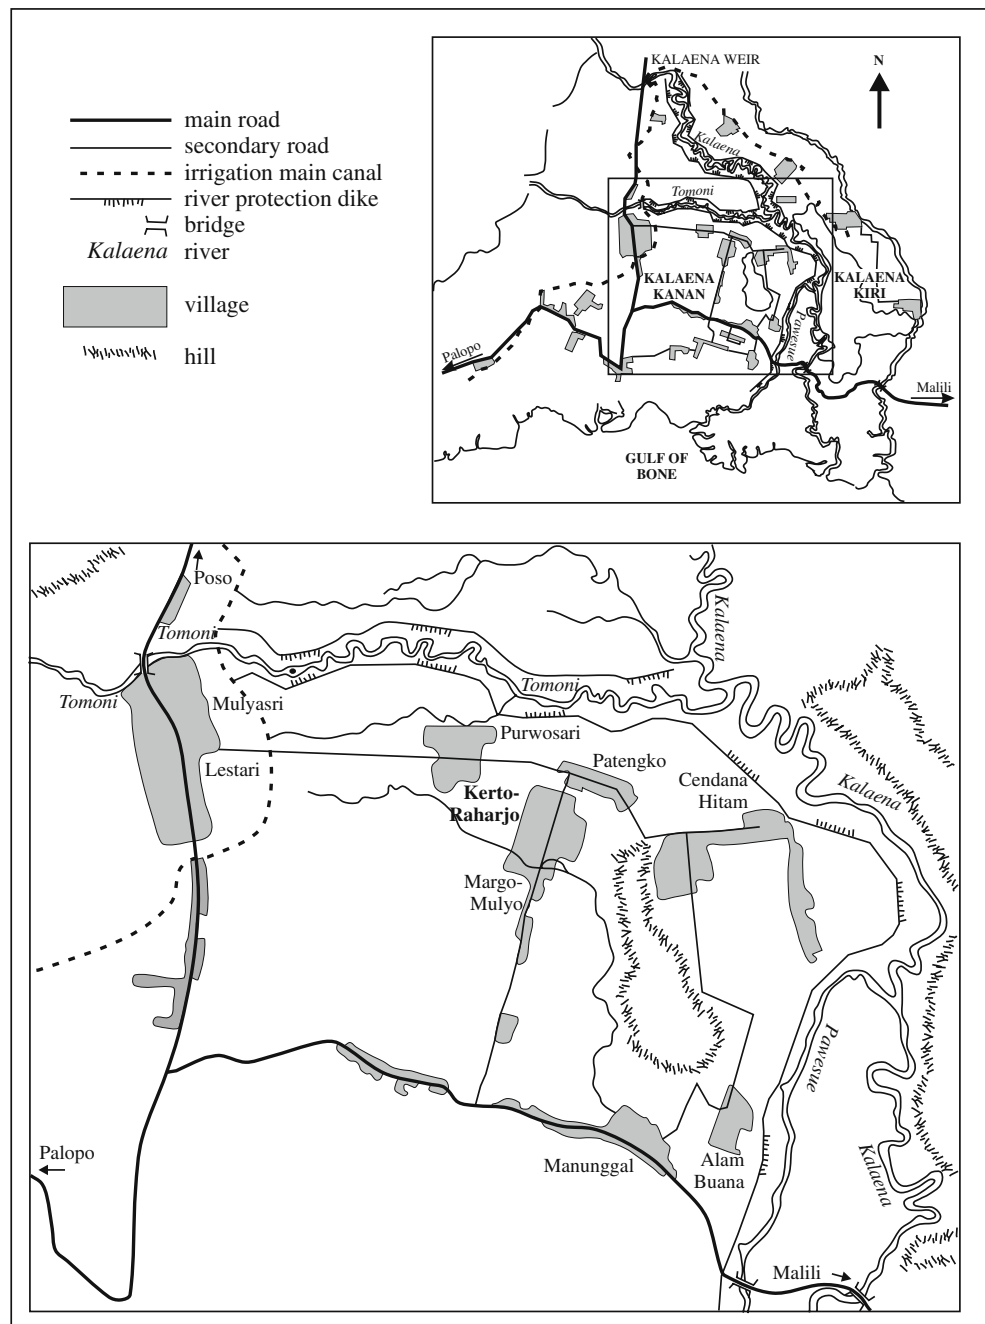 main road
secondary road
irrigation main canal
river protection dike
bridge
Kalaena
river
village
hill
KALAENA WEIR
N
Kalaena
Tomoni
KALAENA
KANAN
KALAENA
KIRI
Pawesue
Palopo
Malili
GULF OF
BONE
Poso
Kalaena
Tomoni
Tomoni
Tomoni
Mulyasri
Purwosari
Lestari
Patengko
Cendana
Hitam
Kalaena
Kerto-
Raharjo
Margo-
Mulyo
Kalaena
Pawesue
Palopo
Manunggal
Alam
Buana
Kalaena
Malili